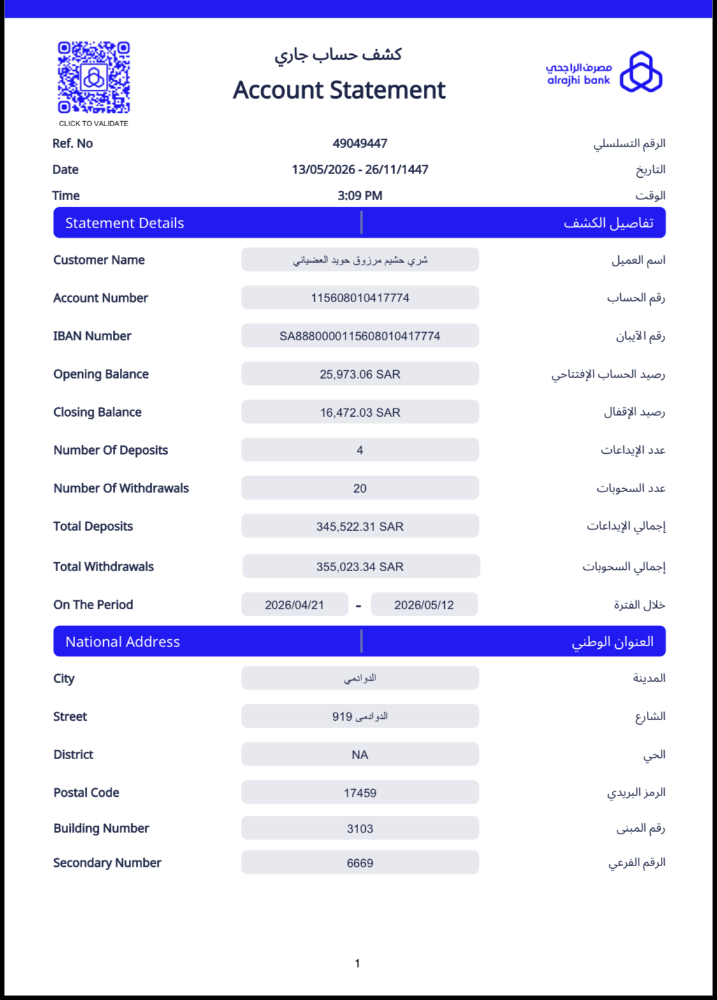 كشف حساب جاري
Account Statement
مصرف الراجحي
alrajhi bank
CLICK TO VALIDATE
Ref. No 49049447 الرقم التسلسلي
Date 13/05/2026 - 26/11/1447 التاريخ
Time 3:09 PM الوقت
Statement Details تفاصيل الكشف
Customer Name شري حشيم مرزوق حويد العضياني اسم العميل
Account Number 115608010417774 رقم الحساب
IBAN Number SA8880000115608010417774 رقم الآيبان
Opening Balance 25,973.06 SAR رصيد الحساب الإفتتاحي
Closing Balance 16,472.03 SAR رصيد الإقفال
Number Of Deposits 4 عدد الإيداعات
Number Of Withdrawals 20 عدد السحوبات
Total Deposits 345,522.31 SAR إجمالي الإيداعات
Total Withdrawals 355,023.34 SAR إجمالي السحوبات
On The Period 2026/04/21 - 2026/05/12 خلال الفترة
National Address العنوان الوطني
City الدوادمي المدينة
Street الدوادمى 919 الشارع
District NA الحي
Postal Code 17459 الرمز البريدي
Building Number 3103 رقم المبنى
Secondary Number 6669 الرقم الفرعي
1